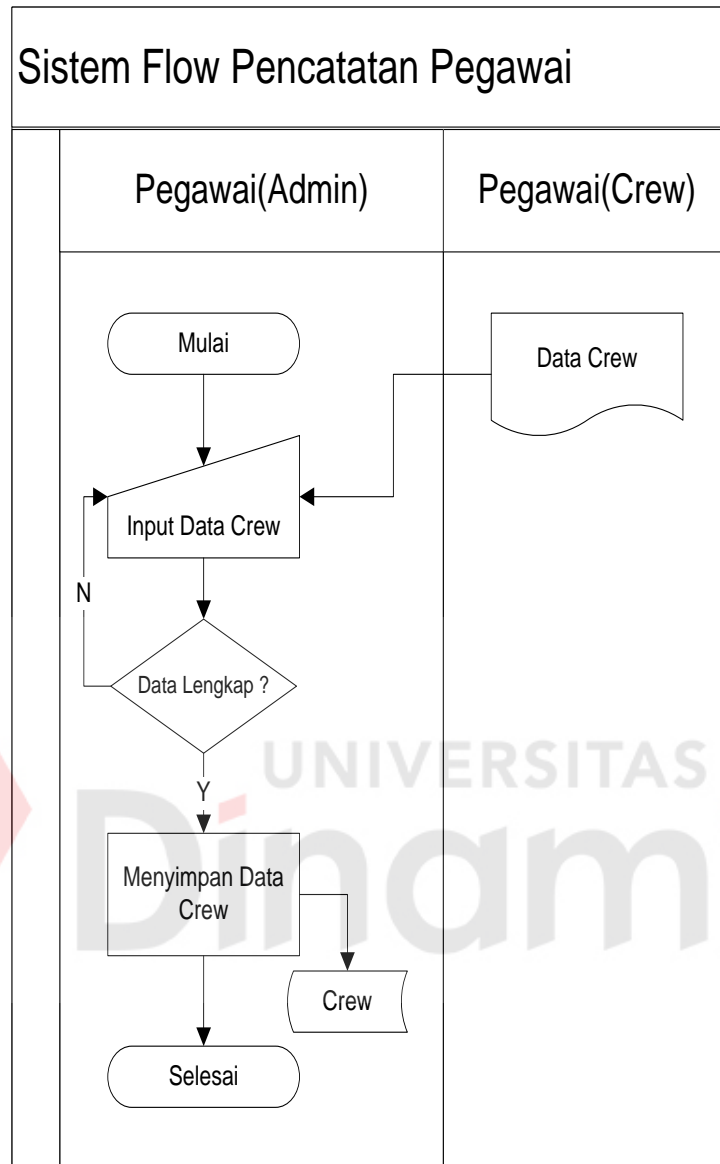 Sistem Flow Pencatatan Pegawai
Pegawai(Admin)
Pegawai(Crew)
Mulai
Data Crew
Input Data Crew
N
Data Lengkap ?
UNIVERSITAS
Y
Dinam
Menyimpan Data
Crew
Crew
Selesai